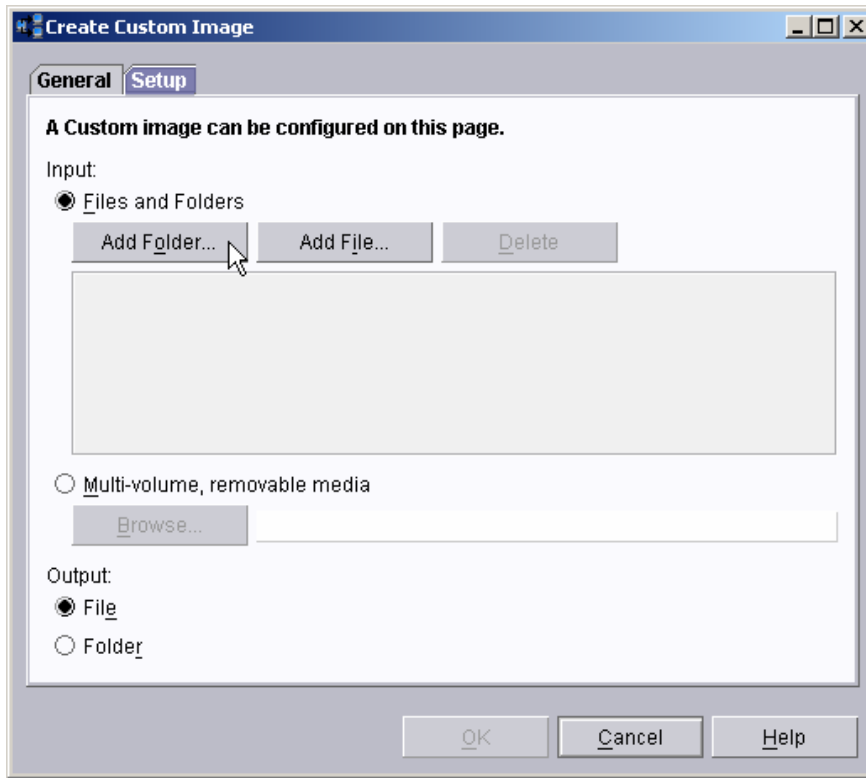 Create Custom Image
General Setup
A Custom image can be configured on this page.
Input:
Files and Folders
Add Folder... Add File... Delete
Multi-volume, removable media
Browse...
Output:
File
Folder
OK Cancel Help